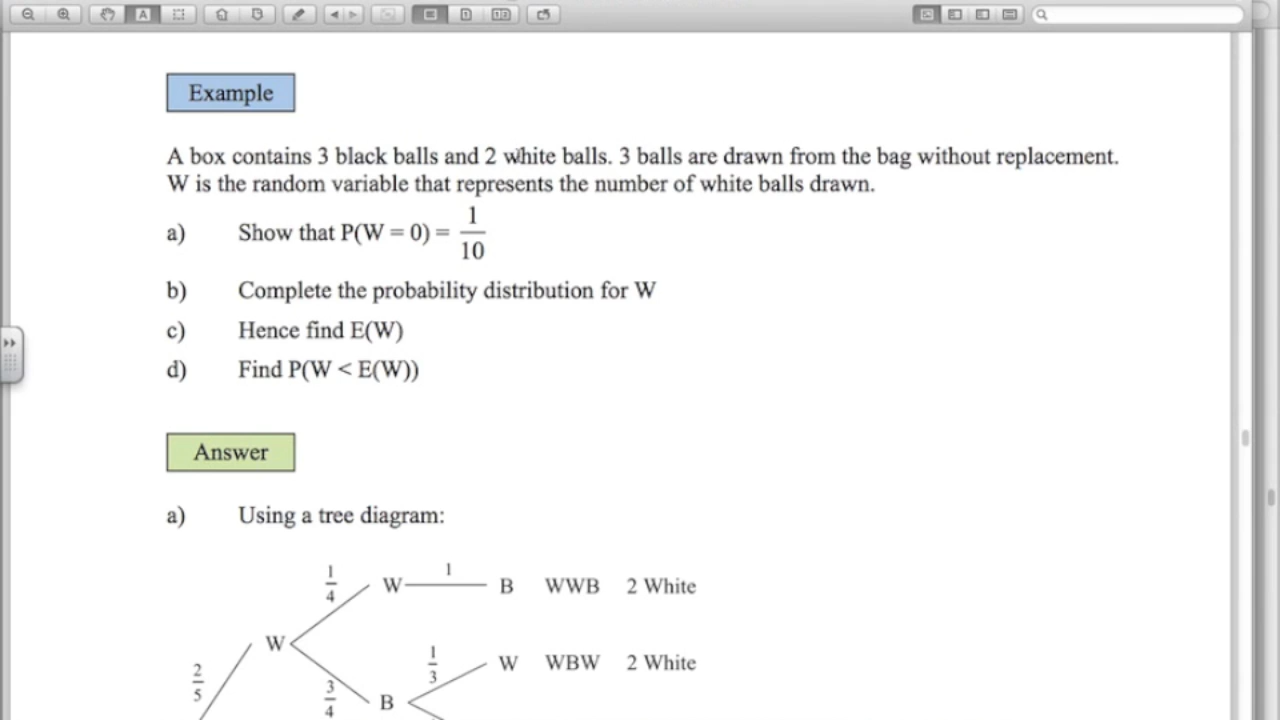 Example
A box contains 3 black balls and 2 white balls. 3 balls are drawn from the bag without replacement.
W is the random variable that represents the number of white balls drawn.
a) Show that P(W = 0) = 1/10
b) Complete the probability distribution for W
c) Hence find E(W)
d) Find P(W < E(W))
Answer
a) Using a tree diagram:
1/4 W 1 B WWB 2 White
W
1/3 W WBW 2 White
2/5 3/4 B